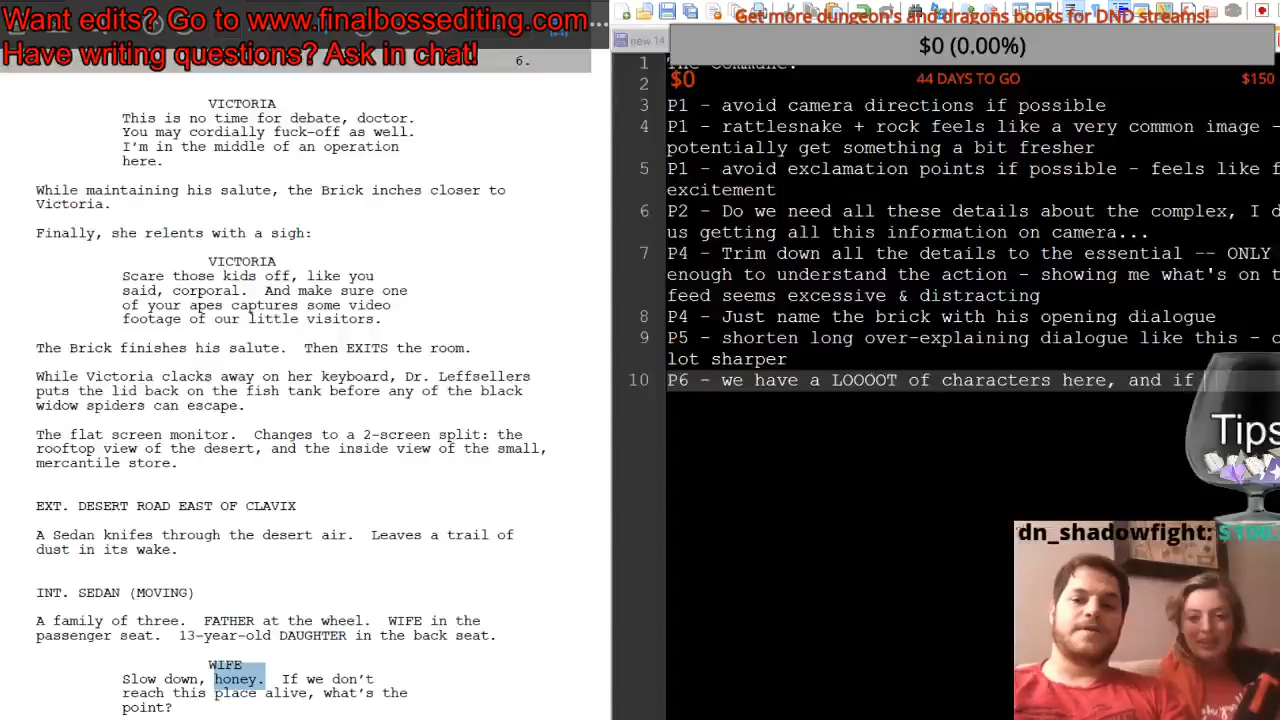 Want edits? Go to www.finalbossediting.com
Have writing questions? Ask in chat!
6.
VICTORIA
This is no time for debate, doctor.
You may cordially fuck-off as well.
I'm in the middle of an operation
here.
While maintaining his salute, the Brick inches closer to
Victoria.
Finally, she relents with a sigh:
VICTORIA
Scare those kids off, like you
said, corporal. And make sure one
of your apes captures some video
footage of our little visitors.
The Brick finishes his salute. Then EXITS the room.
While Victoria clacks away on her keyboard, Dr. Leffsellers
puts the lid back on the fish tank before any of the black
widow spiders can escape.
The flat screen monitor. Changes to a 2-screen split: the
rooftop view of the desert, and the inside view of the small,
mercantile store.
EXT. DESERT ROAD EAST OF CLAVIX
A Sedan knifes through the desert air. Leaves a trail of
dust in its wake.
INT. SEDAN (MOVING)
A family of three. FATHER at the wheel. WIFE in the
passenger seat. 13-year-old DAUGHTER in the back seat.
WIFE
Slow down, honey. If we don't
reach this place alive, what's the
point?
Get more dungeon's and dragons books for DND streams!
new 14
$0 (0.00%)
$0
44 DAYS TO GO
$150
1
2
3 P1 - avoid camera directions if possible
4 P1 - rattlesnake + rock feels like a very common image -
potentially get something a bit fresher
5 P1 - avoid exclamation points if possible - feels like f
excitement
6 P2 - Do we need all these details about the complex, I d
us getting all this information on camera...
7 P4 - Trim down all the details to the essential -- ONLY
enough to understand the action - showing me what's on t
feed seems excessive & distracting
8 P4 - Just name the brick with his opening dialogue
9 P5 - shorten long over-explaining dialogue like this - c
lot sharper
10 P6 - we have a LOOOOT of characters here, and if
Tips
dn_shadowfight: $100.